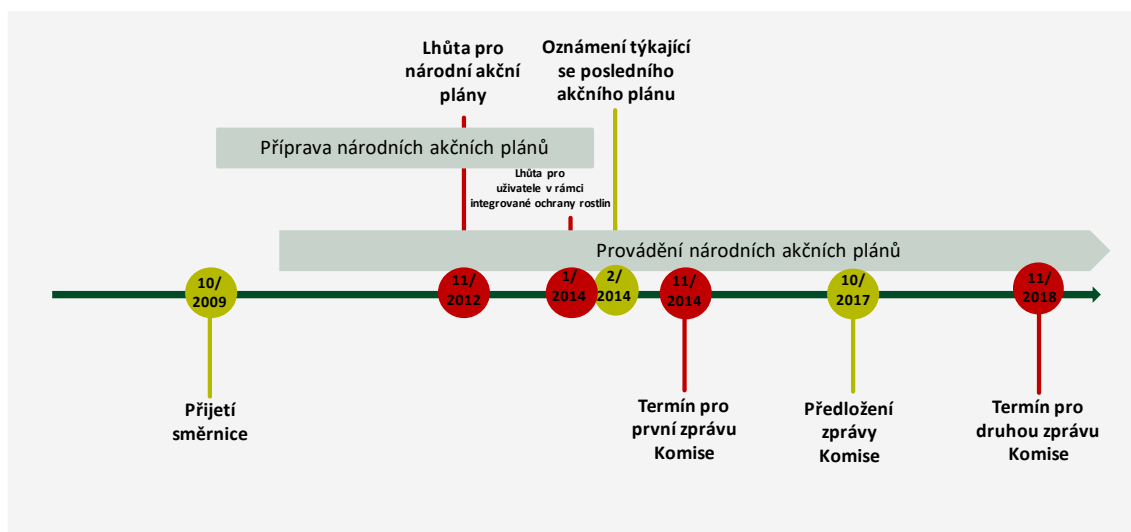 Lhůta pro
národní akční
plány
Oznámení týkající
se posledního
akčního plánu
Příprava národních akčních plánů
Lhůta pro
uživatele v rámci
integrované ochrany rostlin
Provádění národních akčních plánů
10/
2009
11/
2012
1/
2014
2/
2014
11/
2014
10/
2017
11/
2018
Přijetí
směrnice
Termín pro
první zprávu
Komise
Předložení
zprávy
Komise
Termín pro
druhou zprávu
Komise